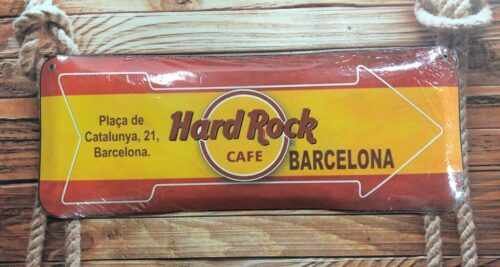 Plaça de
Catalunya, 21,
Barcelona.
Hard Rock
CAFE
BARCELONA